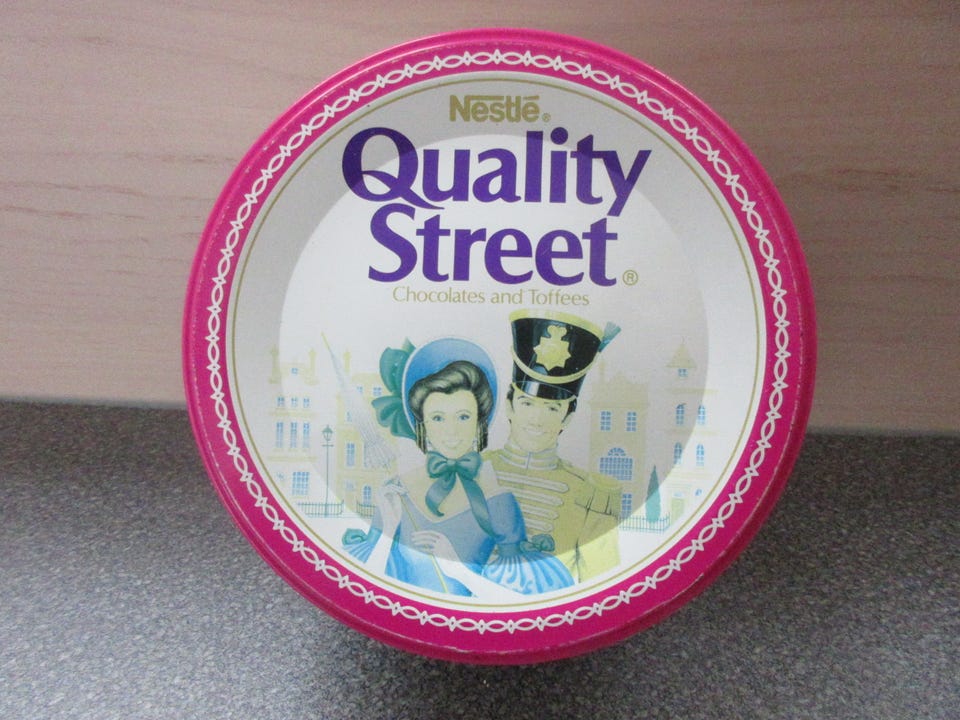 Nestlé®
Quality
Street®
Chocolates and Toffees